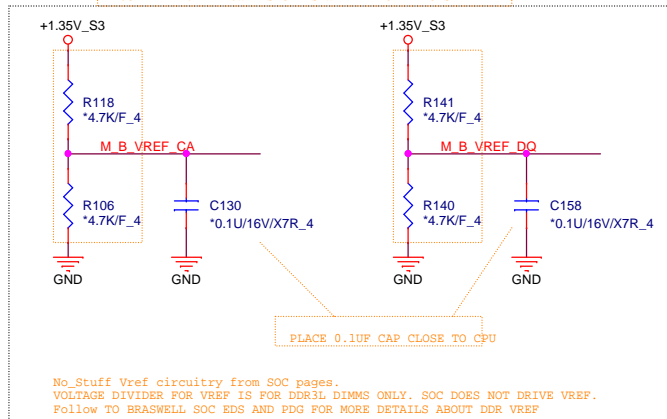 +1.35V_S3
+1.35V_S3
R118
*4.7K/F_4
R141
*4.7K/F_4
M_B_VREF_CA
M_B_VREF_DQ
R106
*4.7K/F_4
C130
*0.1U/16V/X7R_4
R140
*4.7K/F_4
C158
*0.1U/16V/X7R_4
GND
GND
GND
GND
PLACE 0.1UF CAP CLOSE TO CPU
No_Stuff Vref circuitry from SOC pages.
VOLTAGE DIVIDER FOR VREF IS FOR DDR3L DIMMS ONLY. SOC DOES NOT DRIVE VREF.
Follow TO BRASWELL SOC EDS AND PDG FOR MORE DETAILS ABOUT DDR VREF